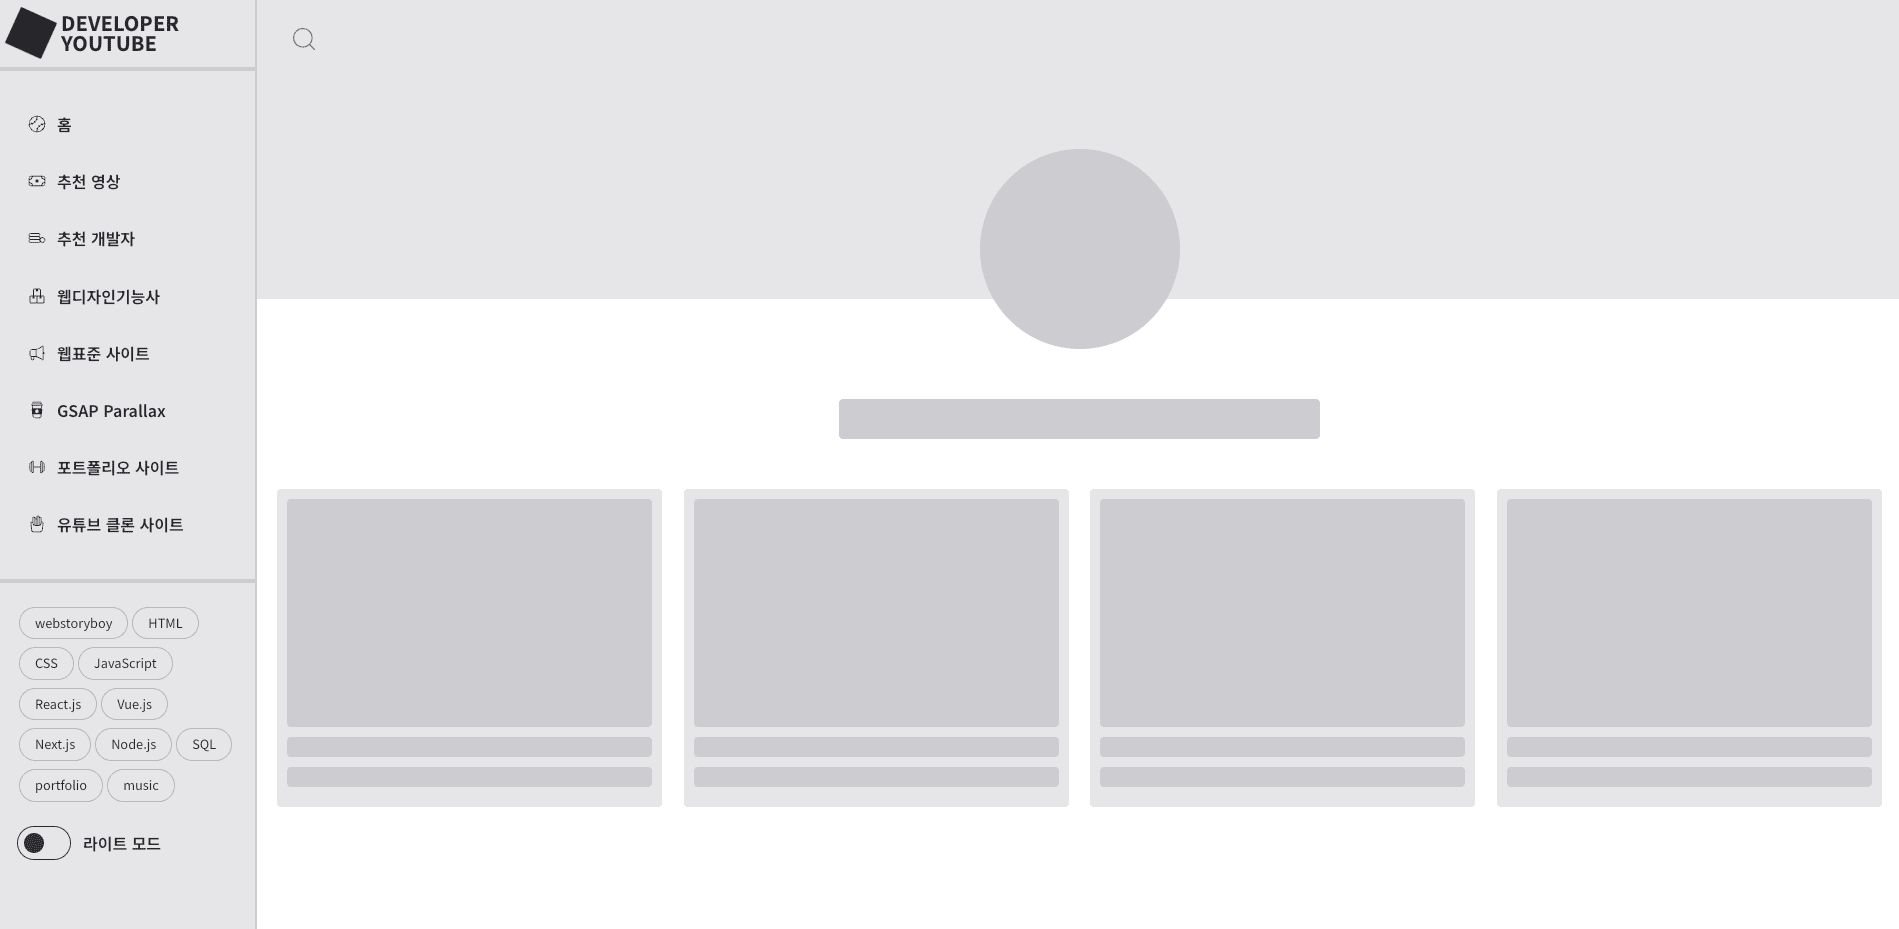 DEVELOPER
YOUTUBE
홈
추천 영상
추천 개발자
웹디자인기능사
웹표준 사이트
GSAP Parallax
포트폴리오 사이트
유튜브 클론 사이트
webstoryboy HTML
CSS JavaScript
React.js Vue.js
Next.js Node.js SQL
portfolio music
라이트 모드